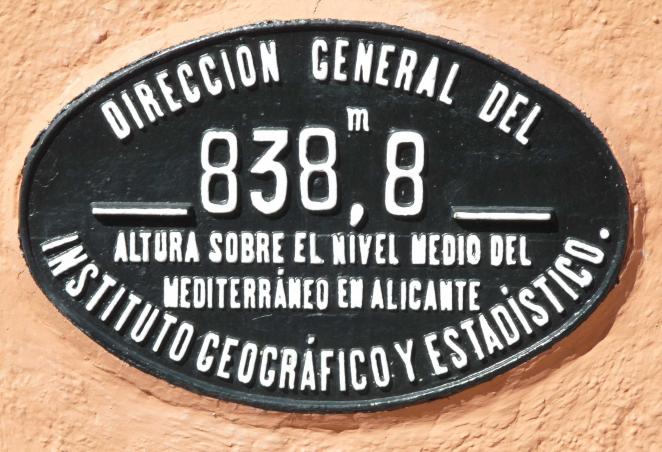 DIRECCION GENERAL DEL
838,8 m
ALTURA SOBRE EL NIVEL MEDIO DEL
MEDITERRÁNEO EN ALICANTE
INSTITUTO GEOGRÁFICO Y ESTADÍSTICO.